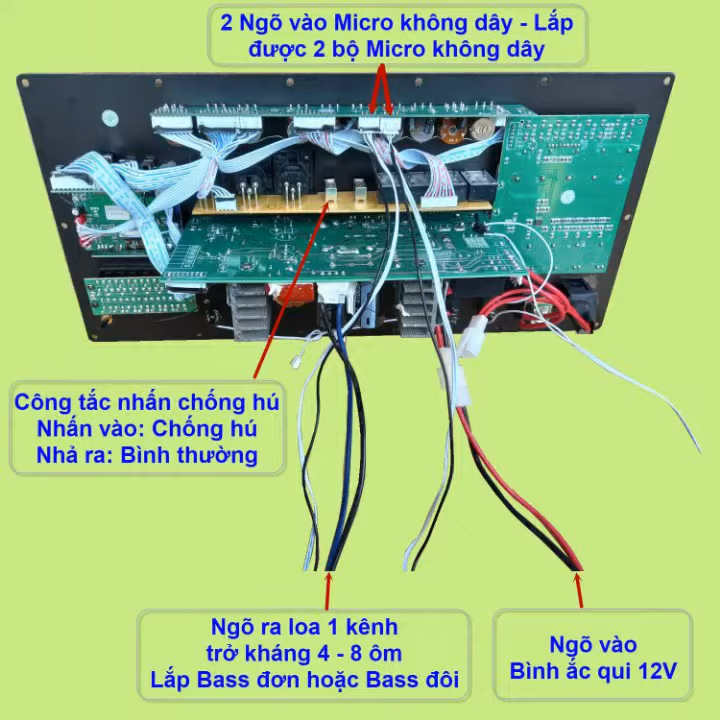 2 Ngõ vào Micro không dây - Lắp
được 2 bộ Micro không dây
Công tắc nhấn chống hú
Nhấn vào: Chống hú
Nhả ra: Bình thường
Ngõ ra loa 1 kênh
trở kháng 4 - 8 ôm
Lắp Bass đơn hoặc Bass đôi
Ngõ vào
Bình ắc qui 12V